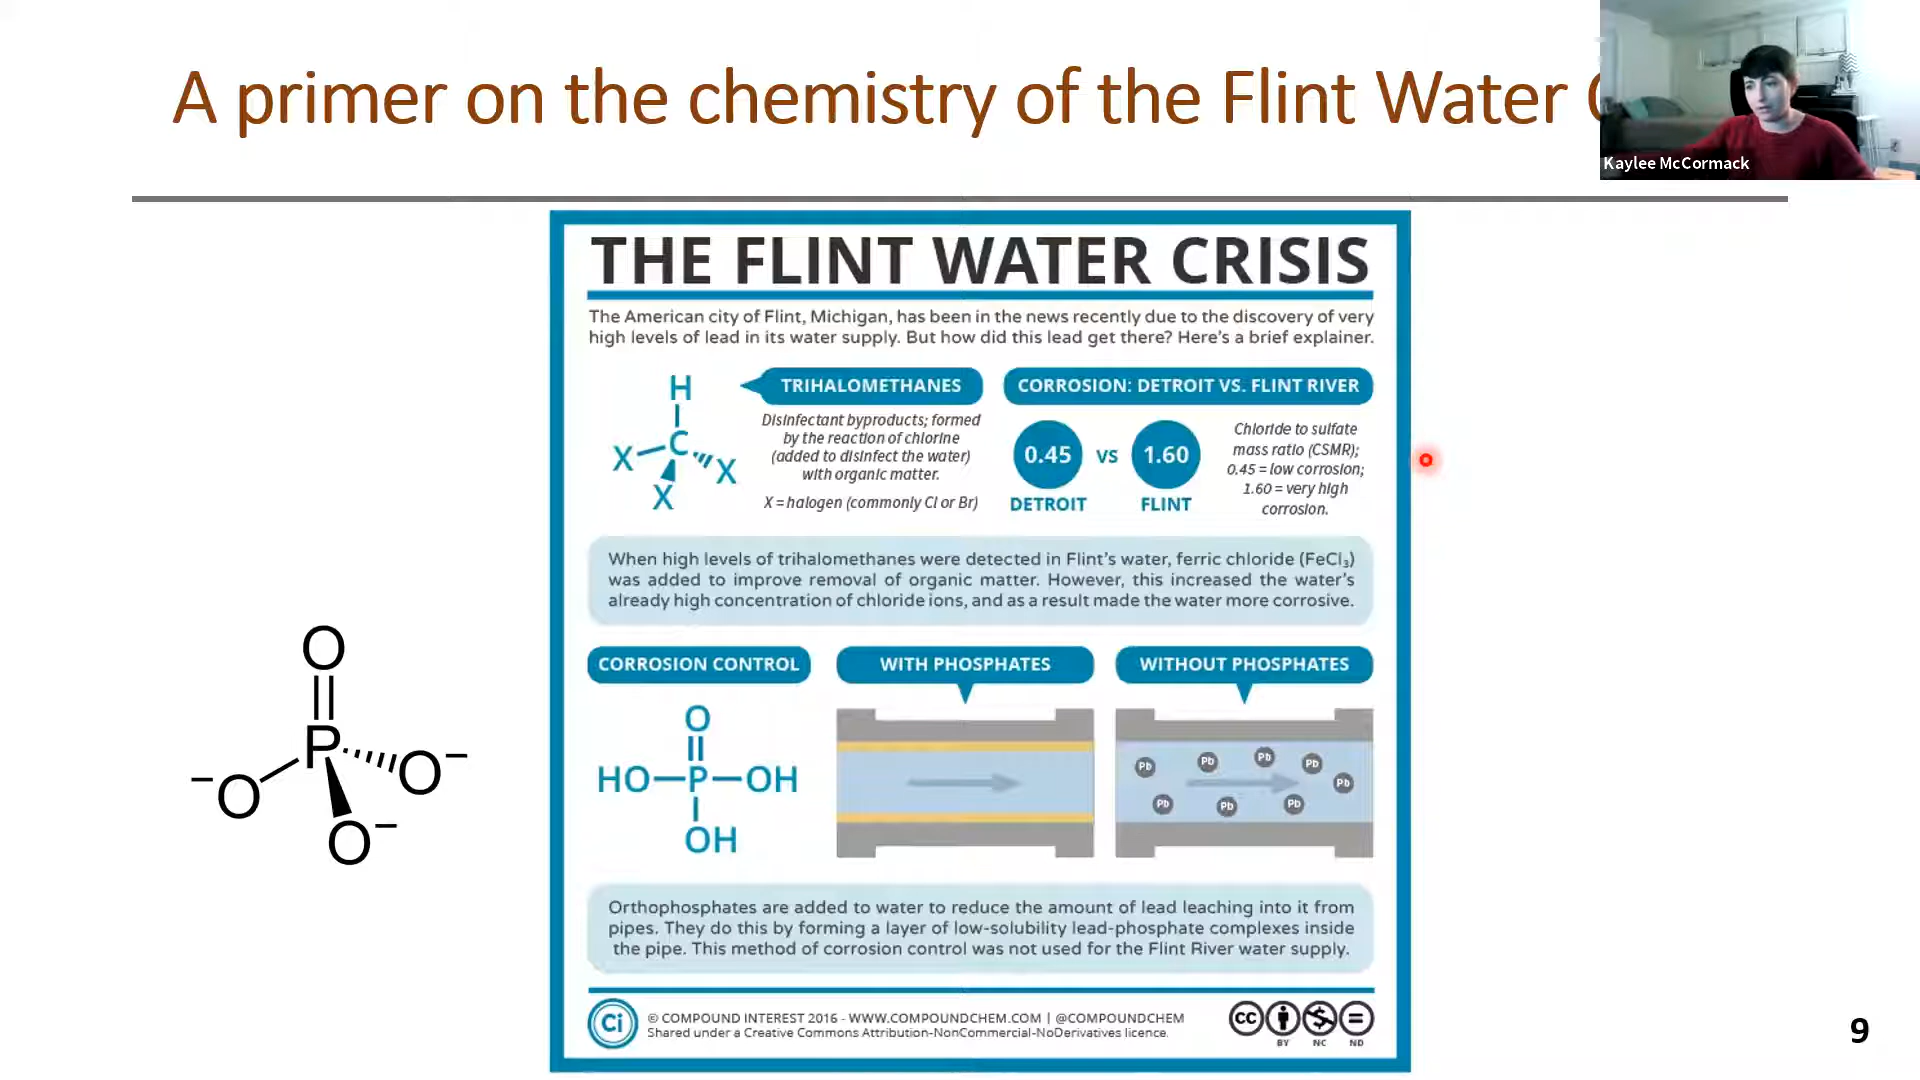 A primer on the chemistry of the Flint Water
Kaylee McCormack
THE FLINT WATER CRISIS
The American city of Flint, Michigan, has been in the news recently due to the discovery of very
high levels of lead in its water supply. But how did this lead get there? Here's a brief explainer.
H
C
X
X
X
TRIHALOMETHANES
Disinfectant byproducts; formed
by the reaction of chlorine
(added to disinfect the water)
with organic matter.
X = halogen (commonly Cl or Br)
CORROSION: DETROIT VS. FLINT RIVER
0.45 VS 1.60
DETROIT FLINT
Chloride to sulfate
mass ratio (CSMR);
0.45 = low corrosion;
1.60 = very high
corrosion.
When high levels of trihalomethanes were detected in Flint's water, ferric chloride (FeCl₃)
was added to improve removal of organic matter. However, this increased the water's
already high concentration of chloride ions, and as a result made the water more corrosive.
O
P
⁻O
O⁻
O⁻
CORROSION CONTROL
O
HO P OH
OH
WITH PHOSPHATES
WITHOUT PHOSPHATES
Pb Pb Pb Pb Pb
Pb Pb Pb
Orthophosphates are added to water to reduce the amount of lead leaching into it from
pipes. They do this by forming a layer of low-solubility lead-phosphate complexes inside
the pipe. This method of corrosion control was not used for the Flint River water supply.
Ci
© COMPOUND INTEREST 2016 - WWW.COMPOUNDCHEM.COM | @COMPOUNDCHEM
Shared under a Creative Commons Attribution-NonCommercial-NoDerivatives licence.
CC
BY NC ND
9